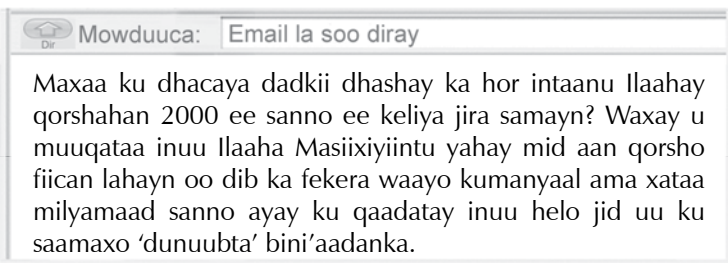 Dir
Mowduuca: Email la soo diray
Maxaa ku dhacaya dadkii dhashay ka hor intaanu Ilaahay
qorshahan 2000 ee sanno ee keliya jira samayn? Waxay u
muuqataa inuu Ilaaha Masiixiyiintu yahay mid aan qorsho
fiican lahayn oo dib ka fekera waayo kumanyaal ama xataa
milyamaad sanno ayay ku qaadatay inuu helo jid uu ku
saamaxo ‘dunuubta’ bini’aadanka.